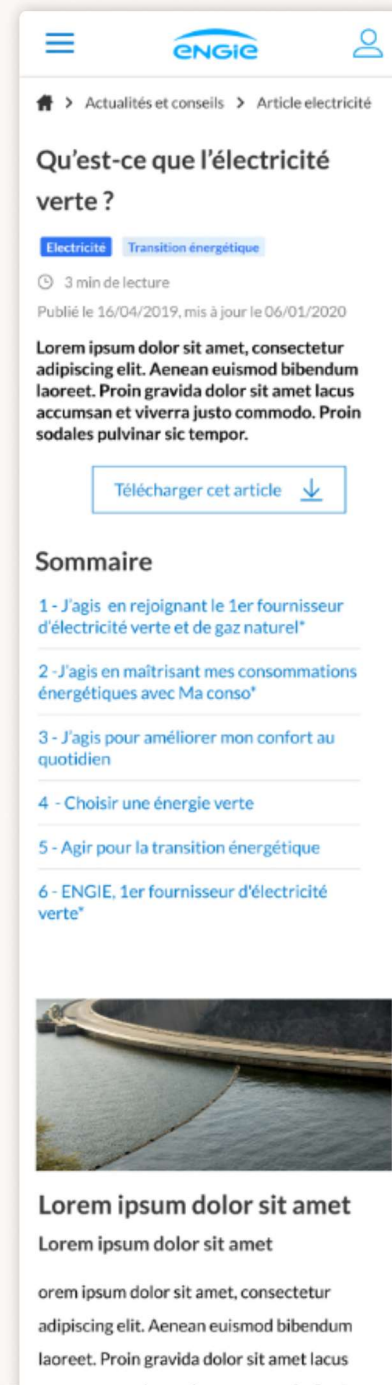 ENGIE
> Actualités et conseils > Article electricité
Qu’est-ce que l’électricité
verte ?
Electricité Transition énergétique
3 min de lecture
Publié le 16/04/2019, mis à jour le 06/01/2020
Lorem ipsum dolor sit amet, consectetur
adipiscing elit. Aenean euismod bibendum
laoreet. Proin gravida dolor sit amet lacus
accumsan et viverra justo commodo. Proin
sodales pulvinar sic tempor.
Télécharger cet article
Sommaire
1 - J’agis en rejoignant le 1er fournisseur
d’électricité verte et de gaz naturel*
2 -J’agis en maîtrisant mes consommations
énergétiques avec Ma conso*
3 - J’agis pour améliorer mon confort au
quotidien
4 - Choisir une énergie verte
5 - Agir pour la transition énergétique
6 - ENGIE, 1er fournisseur d'électricité
verte*
Lorem ipsum dolor sit amet
Lorem ipsum dolor sit amet
orem ipsum dolor sit amet, consectetur
adipiscing elit. Aenean euismod bibendum
laoreet. Proin gravida dolor sit amet lacus